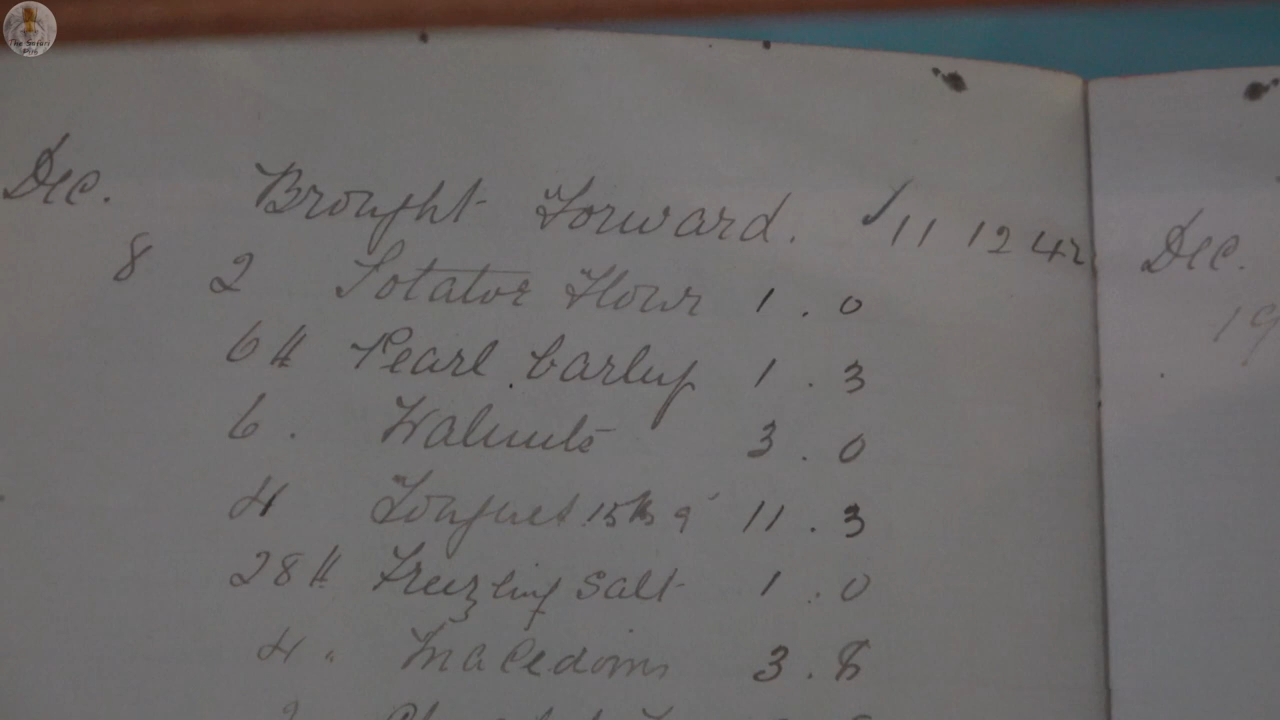 Dec. Brought Forward. 11 12 4½ Dec.
8 2 Potatoe Flour 1 . 0 19
6 lb Pearl barley 1 . 3
6 . Walnuts 3 . 0
4 Tongues 15lb 9 11 . 3
28 lb Freezing Salt 1 . 0
4 " Macedoins 3 . 8